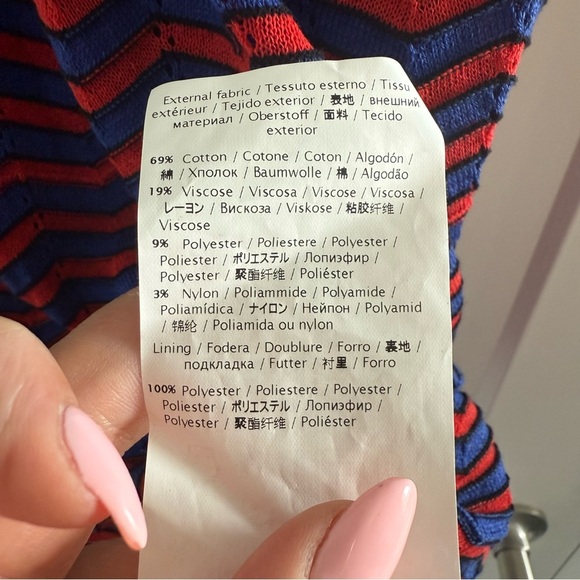 External fabric / Tessuto esterno / Tissu
extérieur / Tejido exterior / 表地 / внешний
материал / Oberstoff / 面料 / Tecido
exterior
69% Cotton / Cotone / Coton / Algodón /
綿 / Хполок / Baumwolle / 棉 / Algodão
19% Viscose / Viscosa / Viscose / Viscosa /
レーヨン / Вискоза / Viskose / 粘胶纤维 /
Viscose
9% Polyester / Poliestere / Polyester /
Poliester / ポリエステル / Лопиэфир /
Polyester / 聚酯纤维 / Poliéster
3% Nylon / Poliammide / Polyamide /
Poliamídica / ナイロン / Нейпон / Polyamid
/ 锦纶 / Poliamida ou nylon
Lining / Fodera / Doublure / Forro / 裏地 /
подкладка / Futter / 衬里 / Forro
100% Polyester / Poliestere / Polyester /
Poliester / ポリエステル / Лопиэфир /
Polyester / 聚酯纤维 / Poliéster